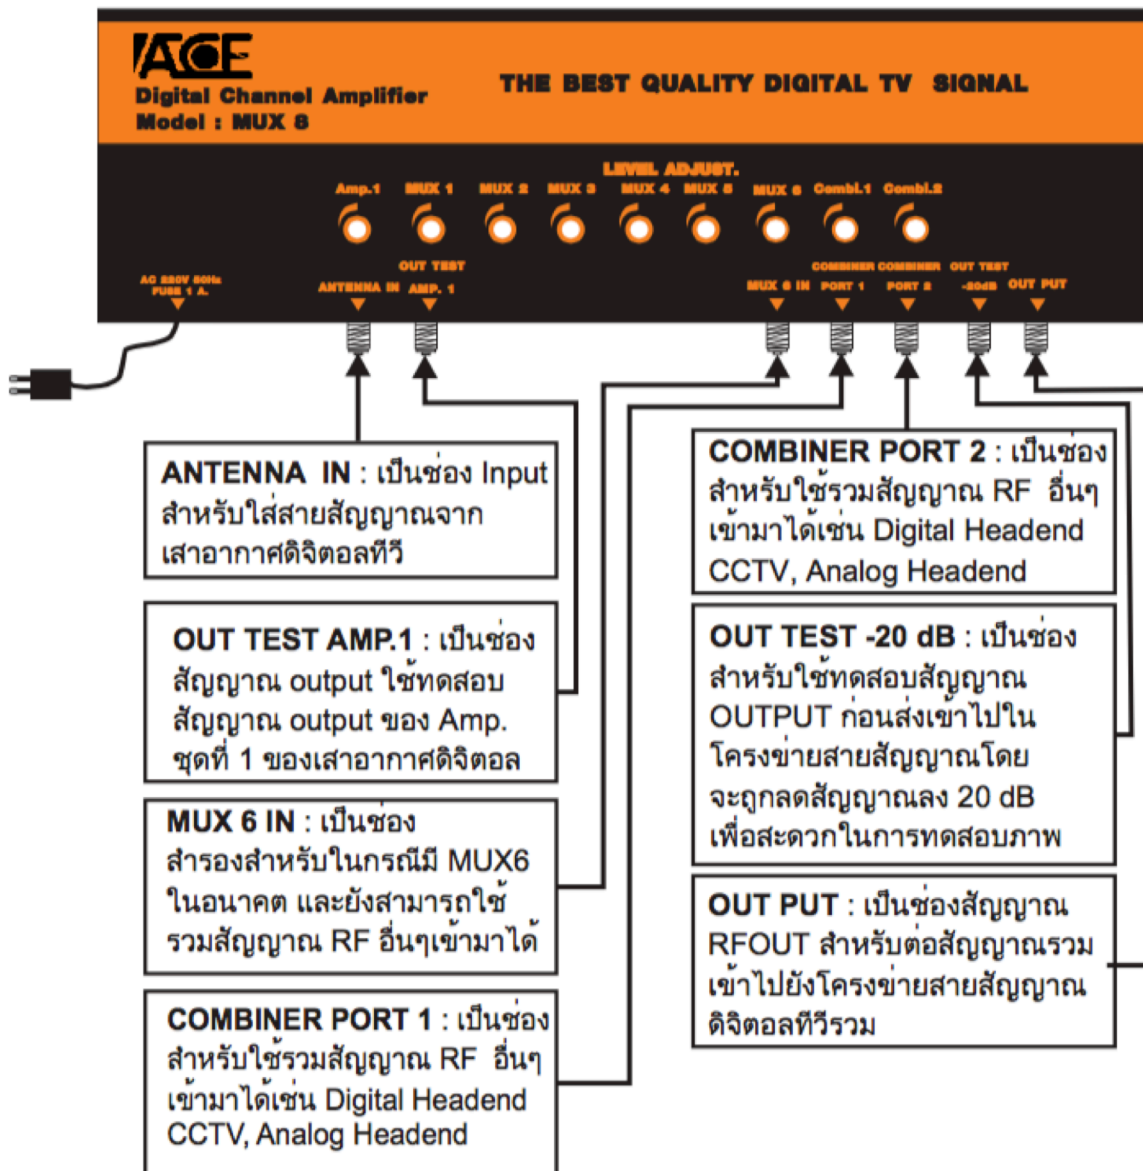 ACE
Digital Channel Amplifier
Model : MUX 8
THE BEST QUALITY DIGITAL TV SIGNAL
LEVEL ADJUST.
Amp.1 MUX 1 MUX 2 MUX 3 MUX 4 MUX 5 MUX 6 Combi.1 Combi.2
AC 220V 50Hz
FUSE 1 A.
ANTENNA IN
OUT TEST
AMP. 1
MUX 6 IN
COMBINER
PORT 1
COMBINER
PORT 2
OUT TEST
-20dB
OUT PUT
ANTENNA IN : เป็นช่อง Input
สำหรับใส่สายสัญญาณจาก
เสาอากาศดิจิตอลทีวี
OUT TEST AMP.1 : เป็นช่อง
สัญญาณ output ใช้ทดสอบ
สัญญาณ output ของ Amp.
ชุดที่ 1 ของเสาอากาศดิจิตอล
MUX 6 IN : เป็นช่อง
สำรองสำหรับในกรณีมี MUX6
ในอนาคต และยังสามารถใช้
รวมสัญญาณ RF อื่นๆเข้ามาได้
COMBINER PORT 1 : เป็นช่อง
สำหรับใช้รวมสัญญาณ RF อื่นๆ
เข้ามาได้เช่น Digital Headend
CCTV, Analog Headend
COMBINER PORT 2 : เป็นช่อง
สำหรับใช้รวมสัญญาณ RF อื่นๆ
เข้ามาได้เช่น Digital Headend
CCTV, Analog Headend
OUT TEST -20 dB : เป็นช่อง
สำหรับใช้ทดสอบสัญญาณ
OUTPUT ก่อนส่งเข้าไปใน
โครงข่ายสายสัญญาณโดย
จะถูกลดสัญญาณลง 20 dB
เพื่อสะดวกในการทดสอบภาพ
OUT PUT : เป็นช่องสัญญาณ
RFOUT สำหรับต่อสัญญาณรวม
เข้าไปยังโครงข่ายสายสัญญาณ
ดิจิตอลทีวีรวม